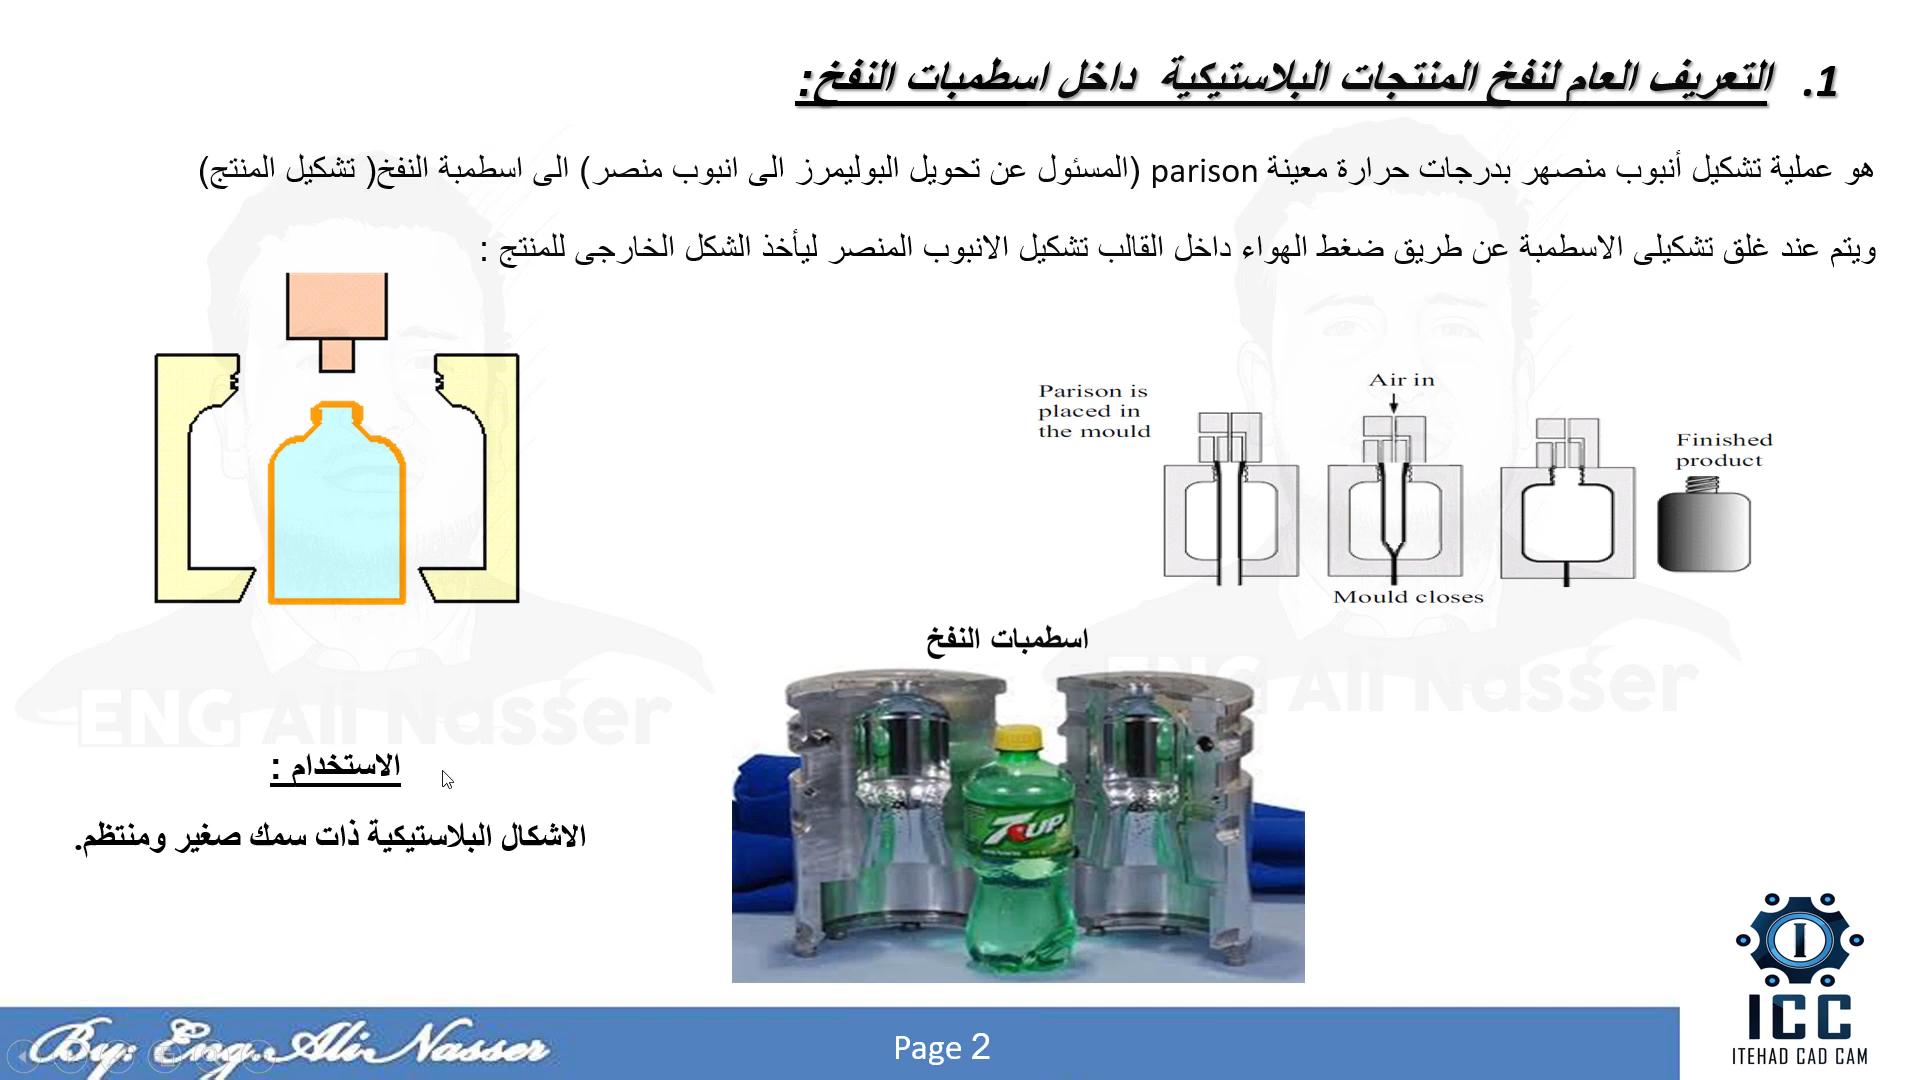 1. التعريف العام لنفخ المنتجات البلاستيكية داخل اسطمبات النفخ:
هو عملية تشكيل أنبوب منصهر بدرجات حرارة معينة parison (المسئول عن تحويل البوليمرز الى انبوب منصر) الى اسطمبة النفخ( تشكيل المنتج)
ويتم عند غلق تشكيلى الاسطمبة عن طريق ضغط الهواء داخل القالب تشكيل الانبوب المنصر ليأخذ الشكل الخارجى للمنتج :
Parison is
placed in
the mould
Air in
Mould closes
Finished
product
اسطمبات النفخ
7UP
ENG Ali Nasser
ENG Ali Nasser
الاستخدام :
الاشكال البلاستيكية ذات سمك صغير ومنتظم.
I
ICC
ITEHAD CAD CAM
By: Eng. Ali Nasser
Page 2